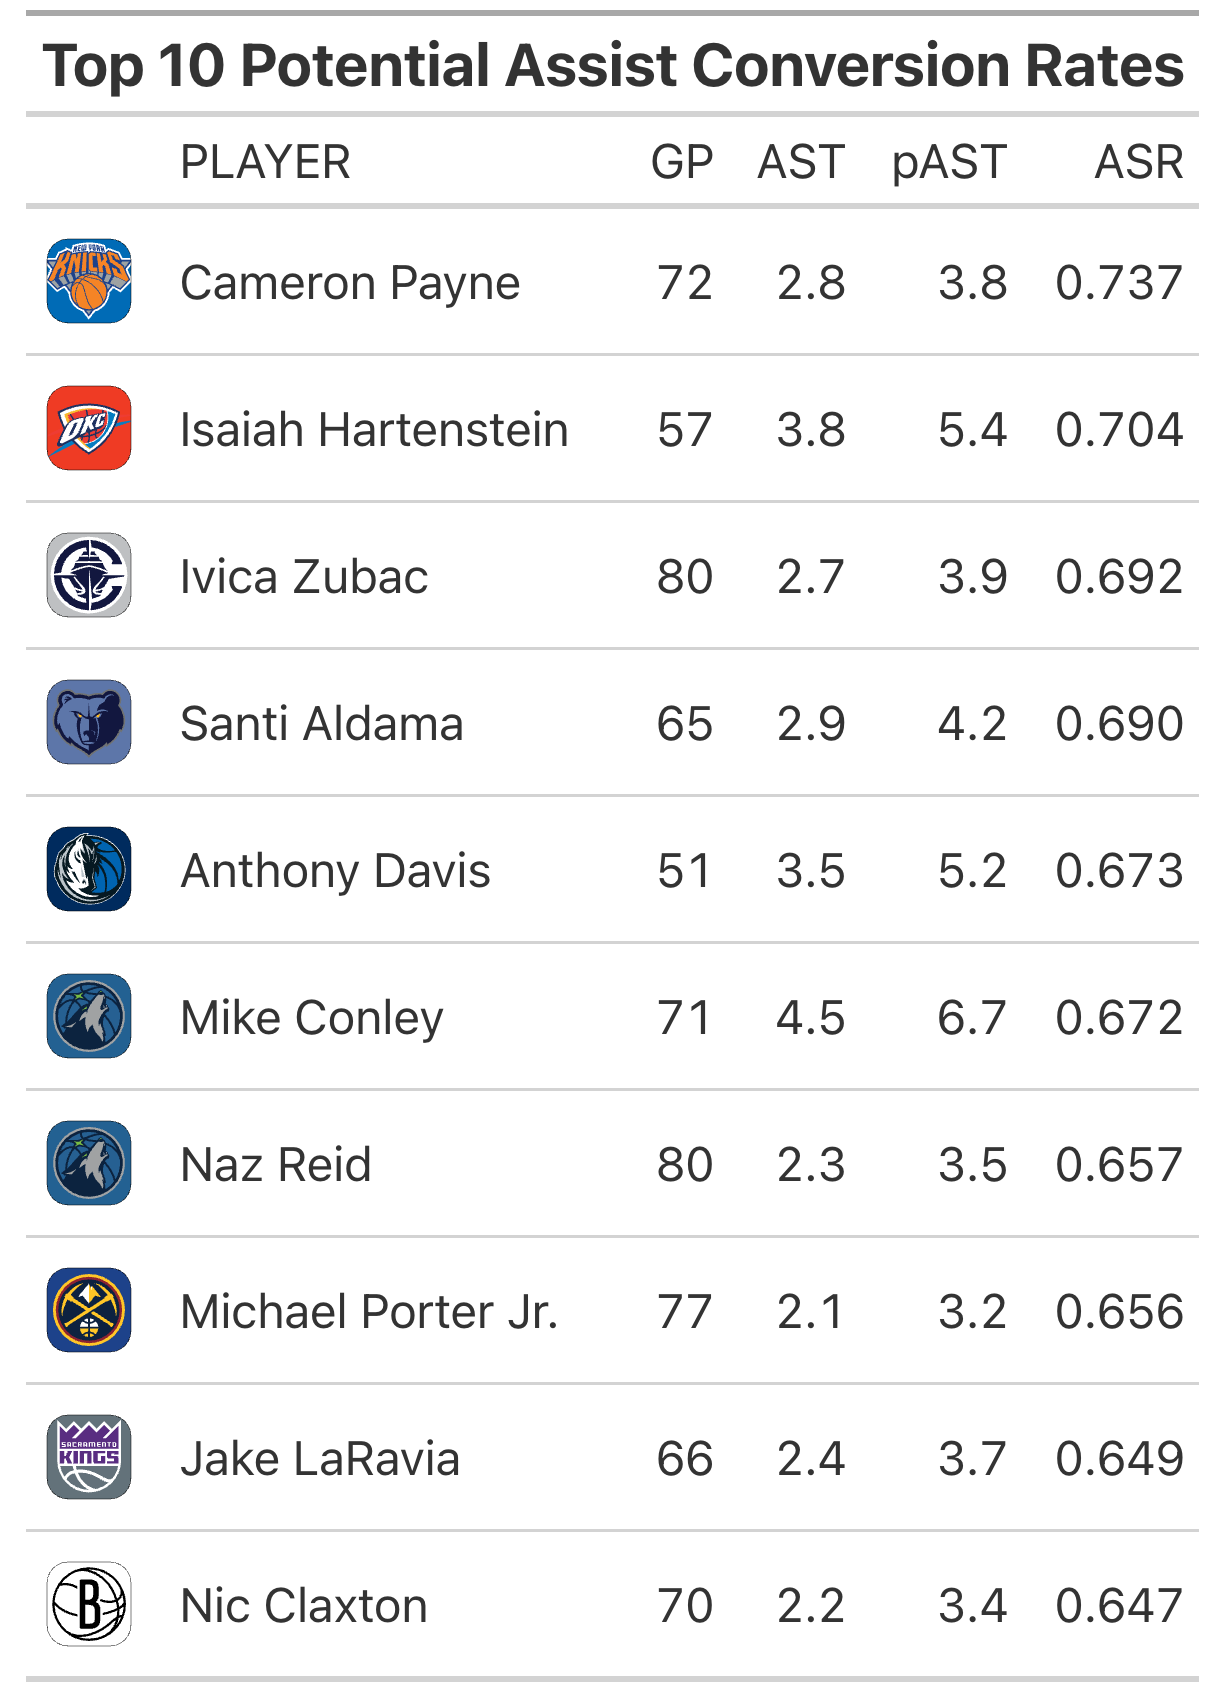 Top 10 Potential Assist Conversion Rates
PLAYER GP AST pAST ASR
NEW YORK
KNICKS
Cameron Payne 72 2.8 3.8 0.737
OKC
Isaiah Hartenstein 57 3.8 5.4 0.704
Ivica Zubac 80 2.7 3.9 0.692
Santi Aldama 65 2.9 4.2 0.690
Anthony Davis 51 3.5 5.2 0.673
Mike Conley 71 4.5 6.7 0.672
Naz Reid 80 2.3 3.5 0.657
Michael Porter Jr. 77 2.1 3.2 0.656
SACRAMENTO
KINGS
Jake LaRavia 66 2.4 3.7 0.649
B
Nic Claxton 70 2.2 3.4 0.647